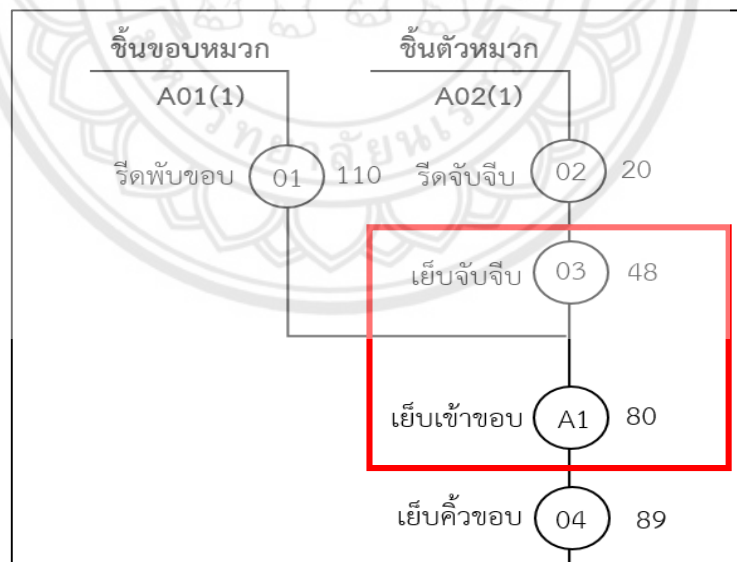 ชิ้นขอบหมวก ชิ้นตัวหมวก
A01(1) A02(1)
รีดพับขอบ 01 110 รีดจับจีบ 02 20
เย็บจับจีบ 03 48
เย็บเข้าขอบ A1 80
เย็บคิ้วขอบ 04 89